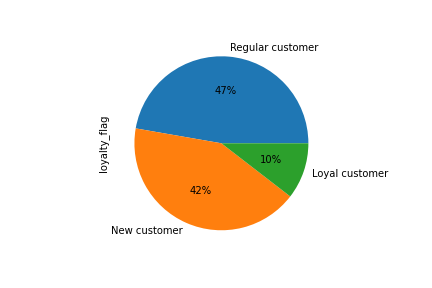 Regular customer
47%
loyalty_flag
10%
Loyal customer
42%
New customer